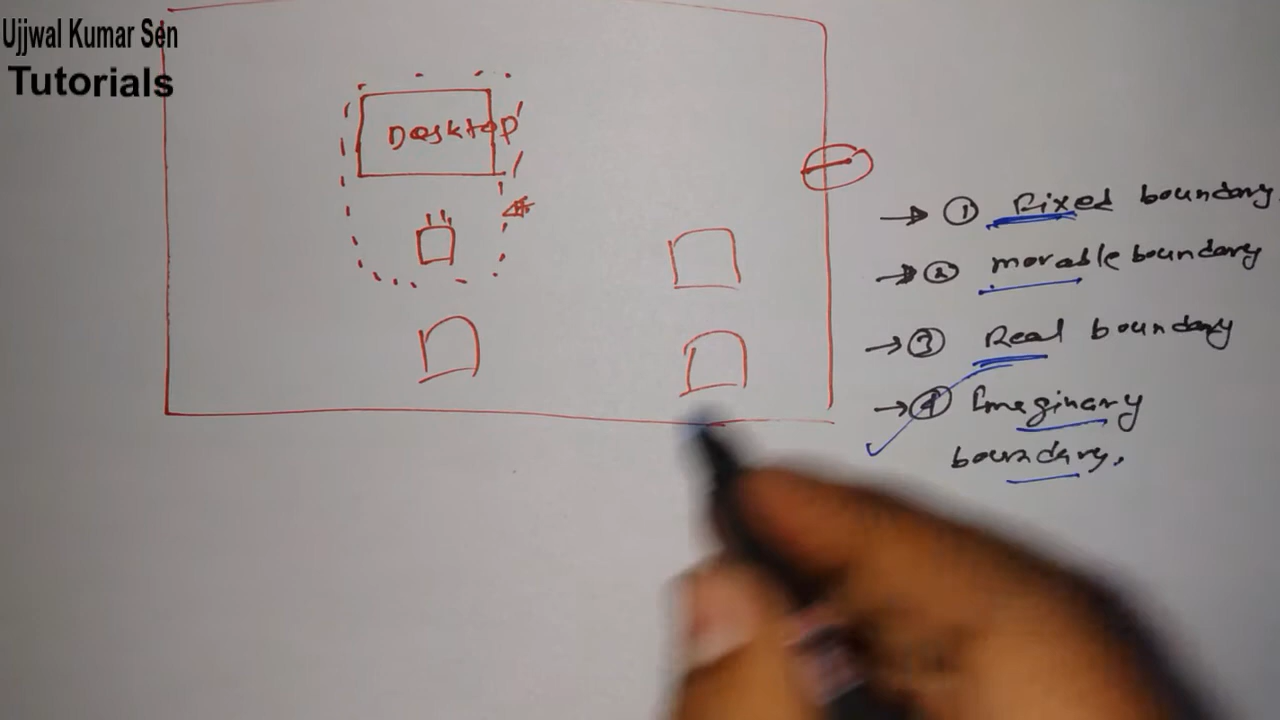 Ujjwal Kumar Sen
Tutorials
Desktop
→ ① Fixed boundary.
→ ② movable boundary
→ ③ Real boundary
→ ④ Imaginary
boundary.